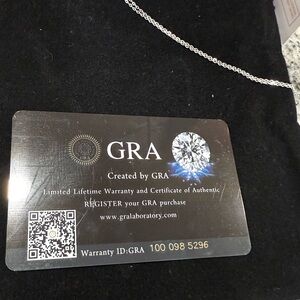 GRA
Created by GRA
Limited Lifetime Warranty and Certificate of Authentic
REGISTER your GRA purchase
www.gralaboratory.com
Warranty ID:GRA 100 098 5296